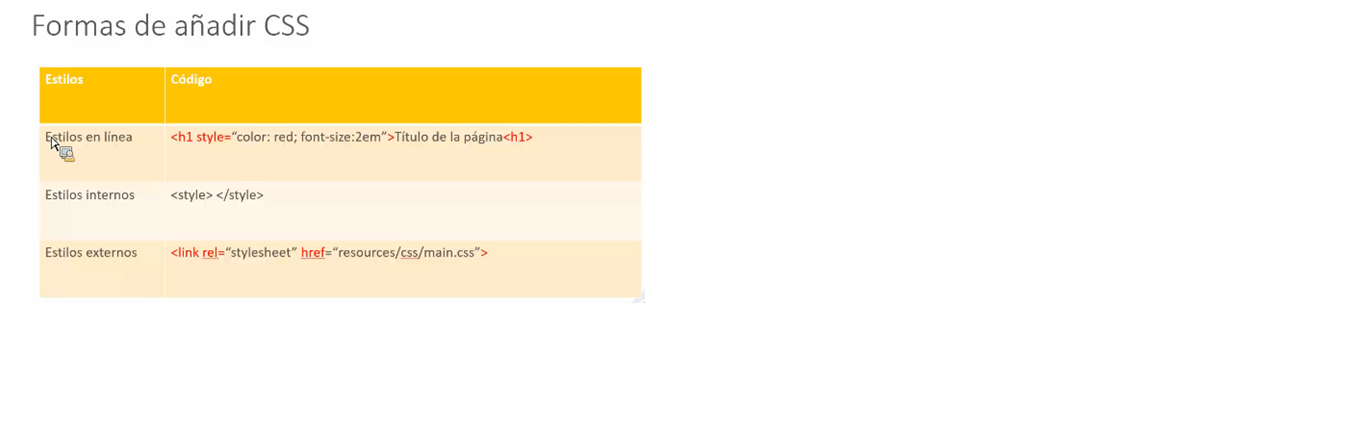 Formas de añadir CSS
Estilos Código
Estilos en línea <h1 style=“color: red; font-size:2em”>Título de la página<h1>
Estilos internos <style> </style>
Estilos externos <link rel=“stylesheet” href=“resources/css/main.css”>